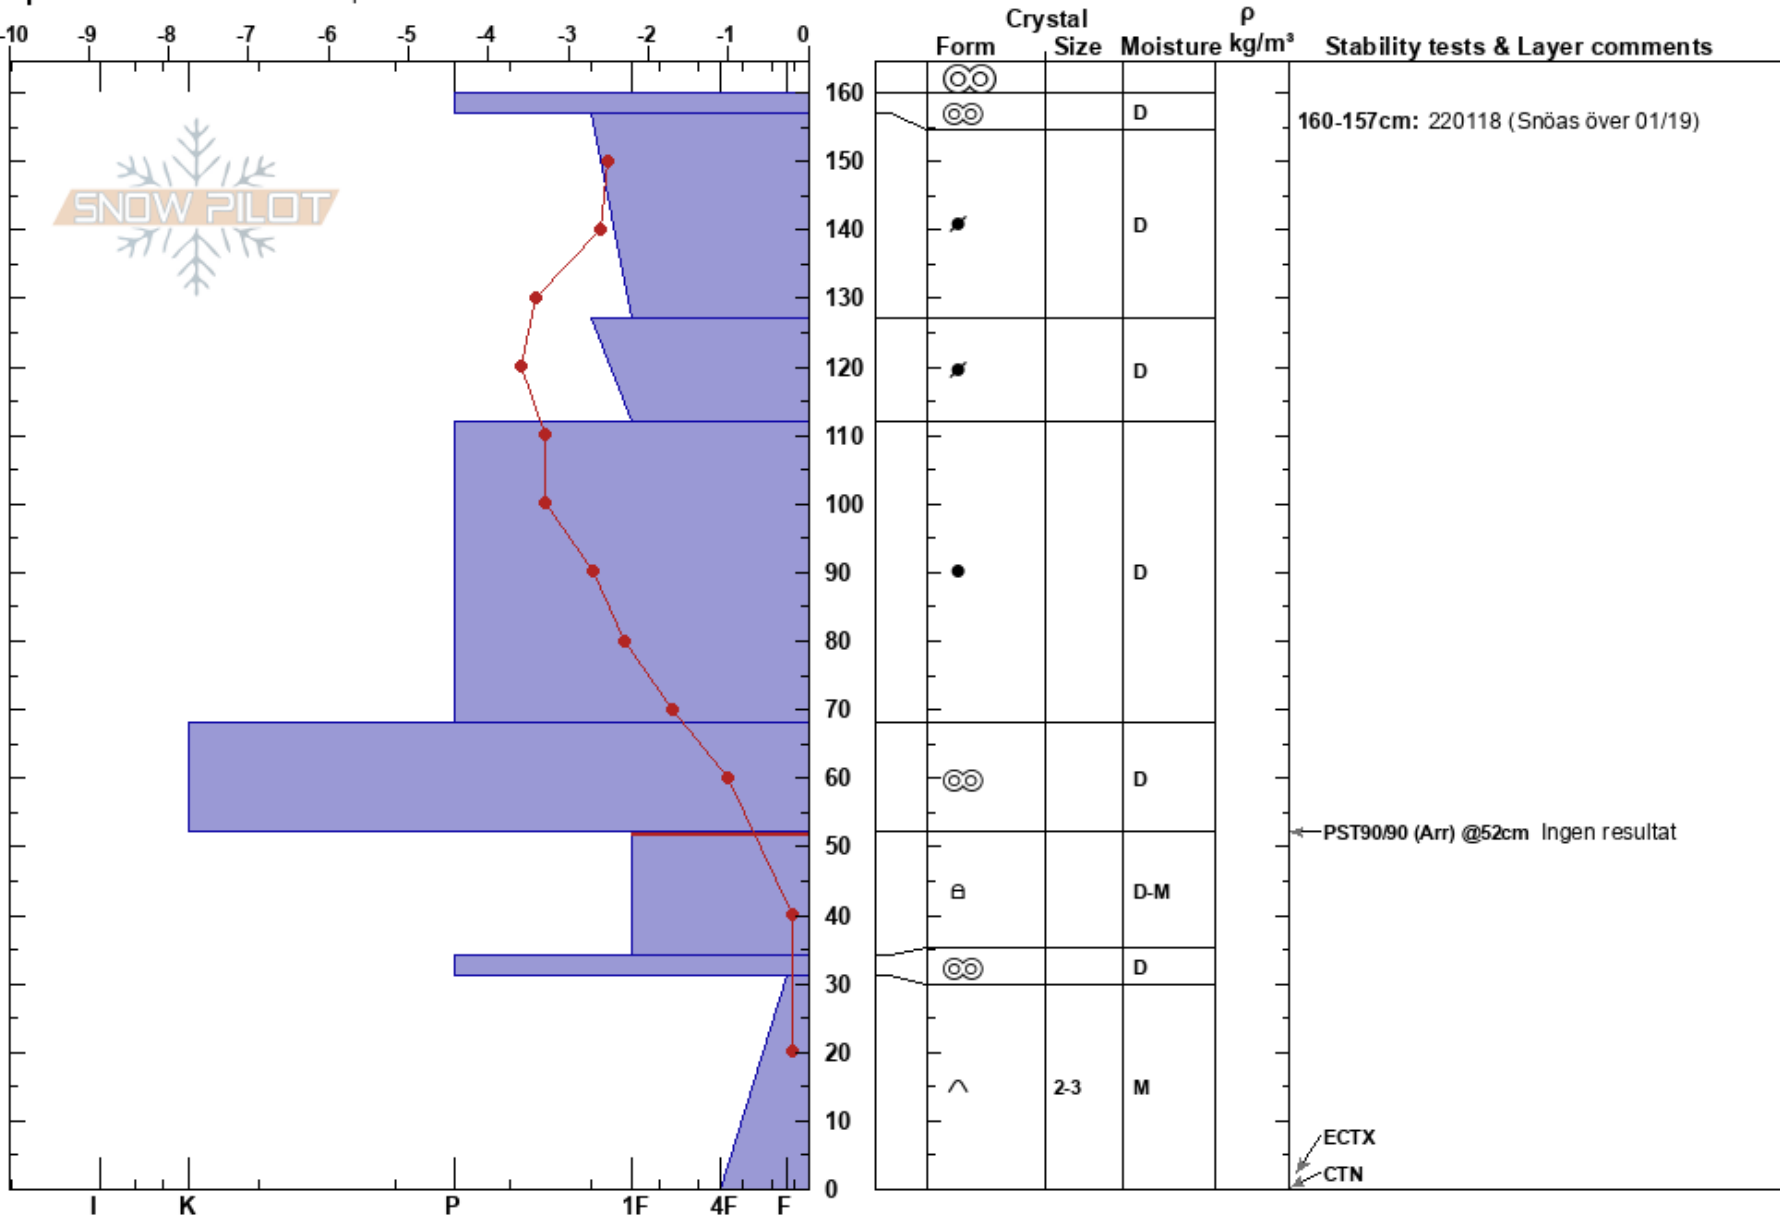 Crystal ρ
-10 -9 -8 -7 -6 -5 -4 -3 -2 -1 0 Form Size Moisture kg/m³ Stability tests & Layer comments
160
D
160-157cm: 220118 (Snöas över 01/19)
150
SNOW PILOT
140 D
130
120 D
110
100
90 D
80
70
60 D
PST90/90 (Arr) @52cm Ingen resultat
50
D-M
40
D
30
20
2-3 M
10
ECTX
CTN
0
I K P 1F 4F F